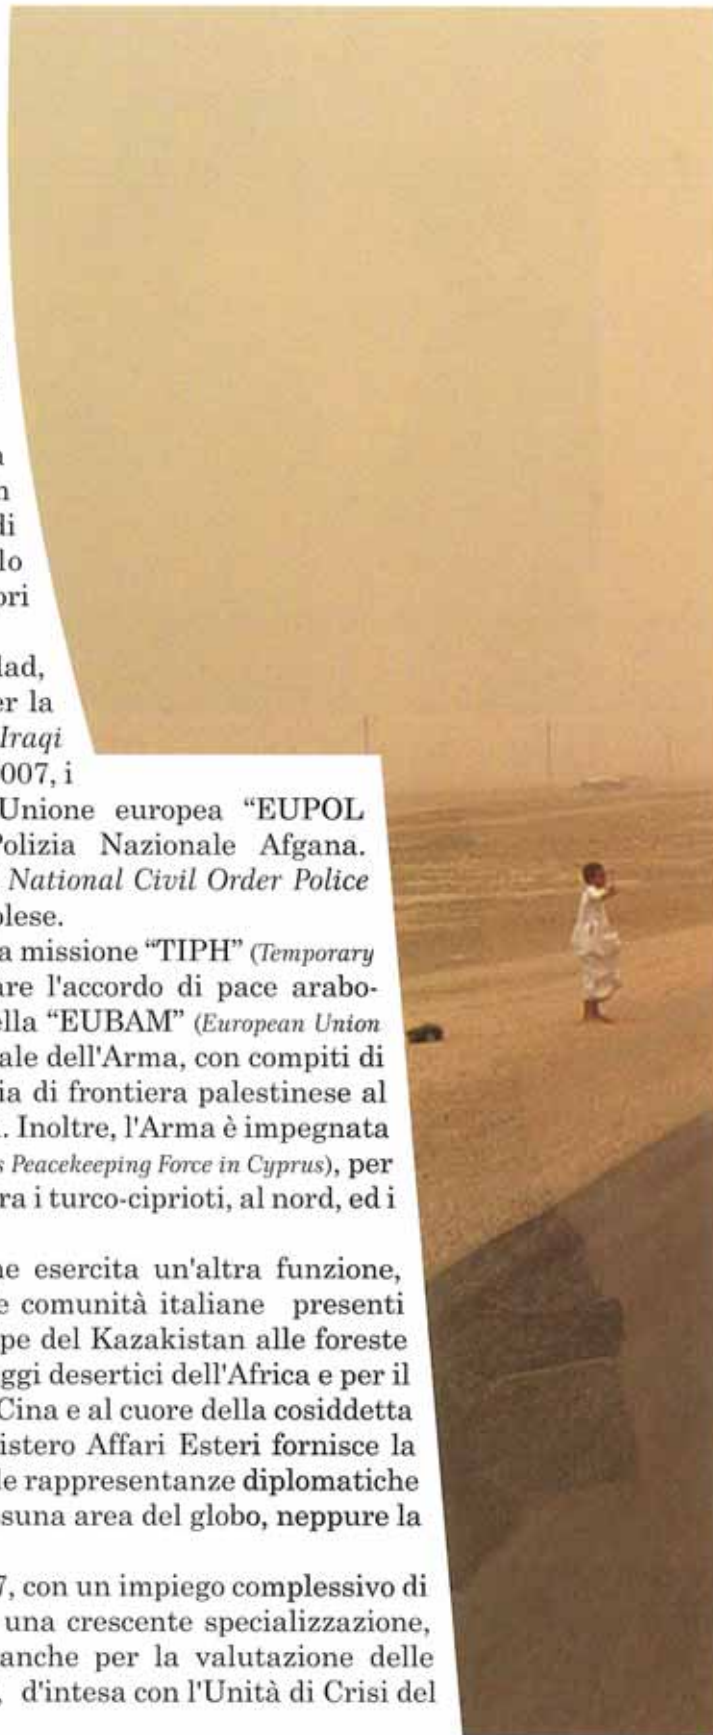 a
n
di
lo
ori
dad,
er la
Iraqi
2007, i
Unione europea “EUPOL
Polizia Nazionale Afgana.
National Civil Order Police
olese.
a missione “TIPH” (Temporary
are l'accordo di pace arabo-
ella “EUBAM” (European Union
ale dell'Arma, con compiti di
ia di frontiera palestinese al
. Inoltre, l'Arma è impegnata
s Peacekeeping Force in Cyprus), per
ra i turco-ciprioti, al nord, ed i
ne esercita un'altra funzione,
e comunità italiane presenti
pe del Kazakistan alle foreste
ggi desertici dell'Africa e per il
Cina e al cuore della cosiddetta
istero Affari Esteri fornisce la
le rappresentanze diplomatiche
ssuna area del globo, neppure la
7, con un impiego complessivo di
una crescente specializzazione,
anche per la valutazione delle
, d'intesa con l'Unità di Crisi del